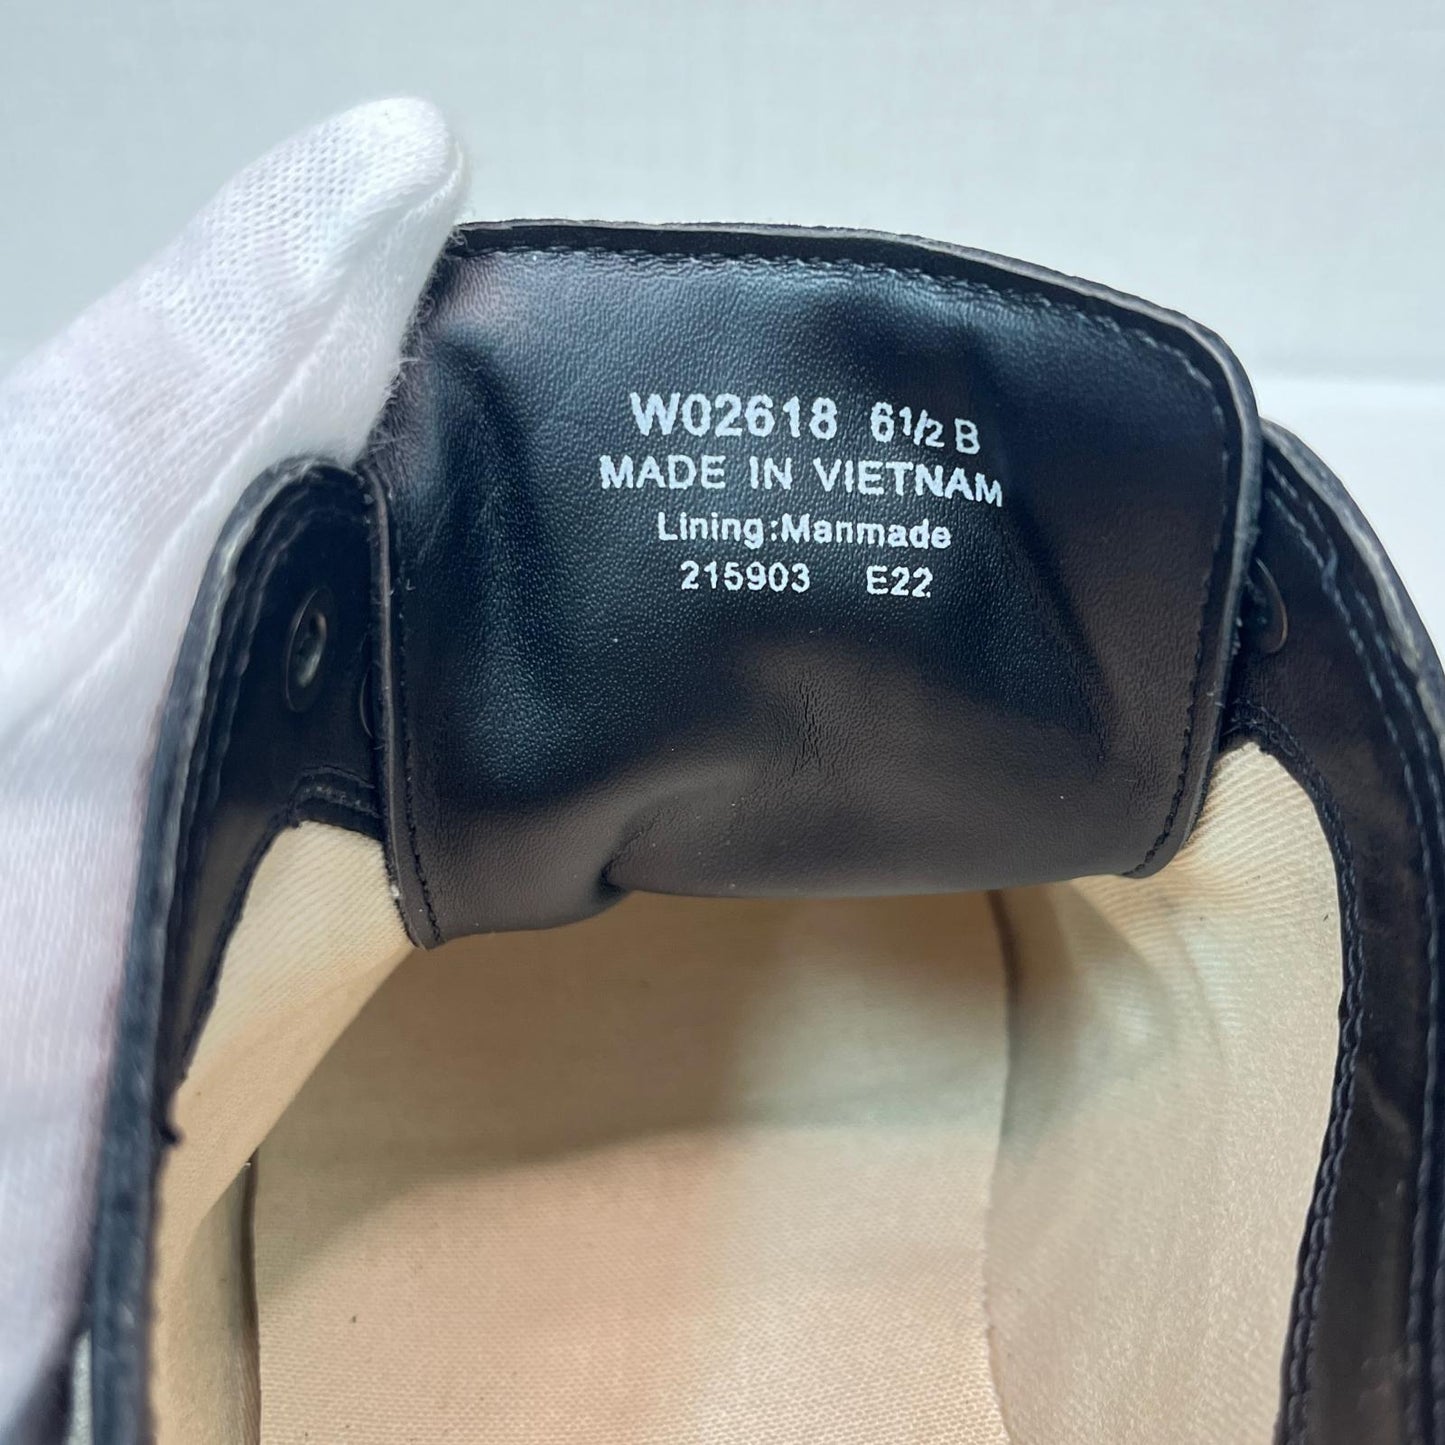 W02618 6½ B
MADE IN VIETNAM
Lining:Manmade
215903 E22